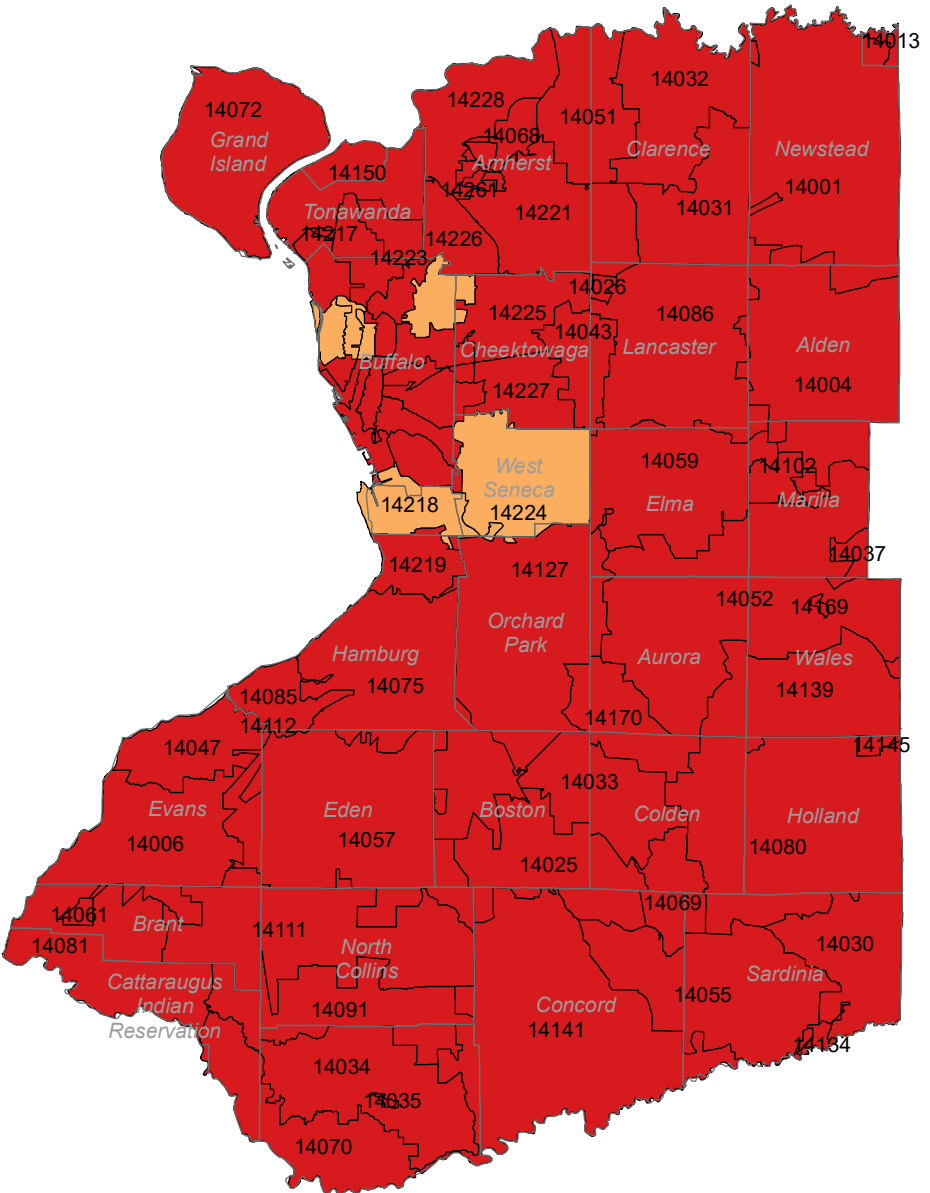 14013
14032
14228
14072
14051
14068
Grand
Island
Clarence
Newstead
Amherst
14150
14261
14001
14031
14221
Tonawanda
14217
14226
14223
14026
14225
14086
14043
Buffalo
Cheektowaga
Lancaster
Alden
14004
14227
West
Seneca
14059
14102
14218
14224
Elma
Marilla
14037
14219
14127
14052
14169
Orchard
Park
Hamburg
Aurora
Wales
14075
14139
14085
14170
14112
14047
14145
14033
Evans
Eden
Boston
Colden
Holland
14006
14057
14080
14025
14069
14061
Brant
14111
14081
North
Collins
14030
Sardinia
Cattaraugus
Indian
Reservation
14055
14091
Concord
14141
14134
14034
14035
14070